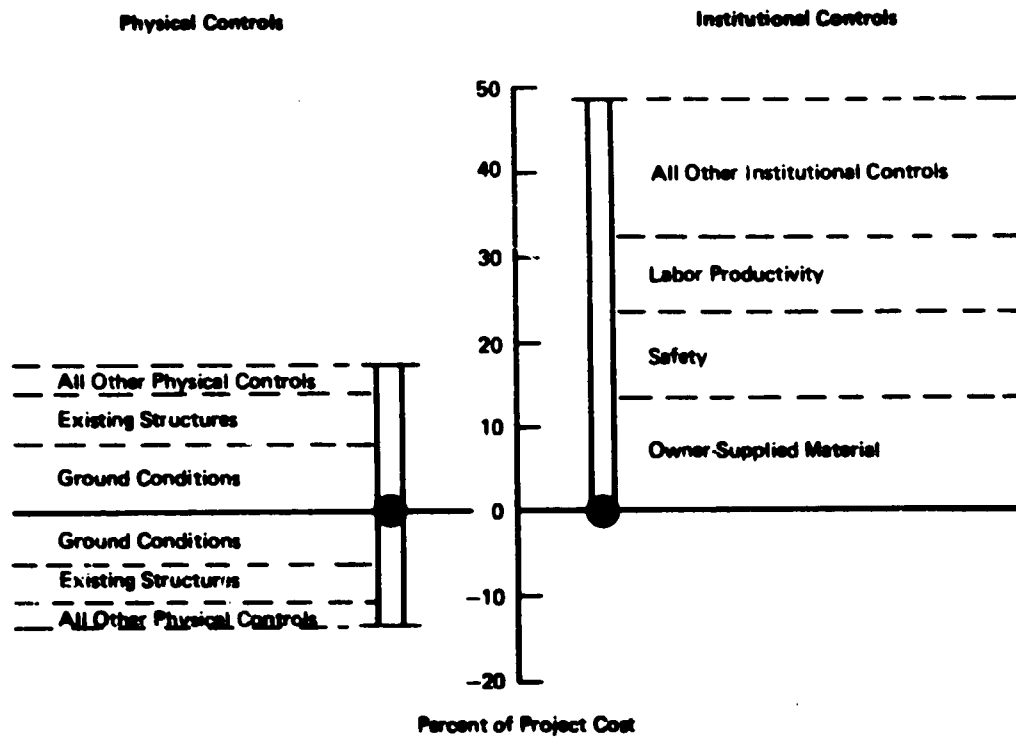 Physical Controls
Institutional Controls
50
40
30
20
10
0
−10
−20
All Other Institutional Controls
Labor Productivity
Safety
Owner-Supplied Material
All Other Physical Controls
Existing Structures
Ground Conditions
Ground Conditions
Existing Structures
All Other Physical Controls
Percent of Project Cost